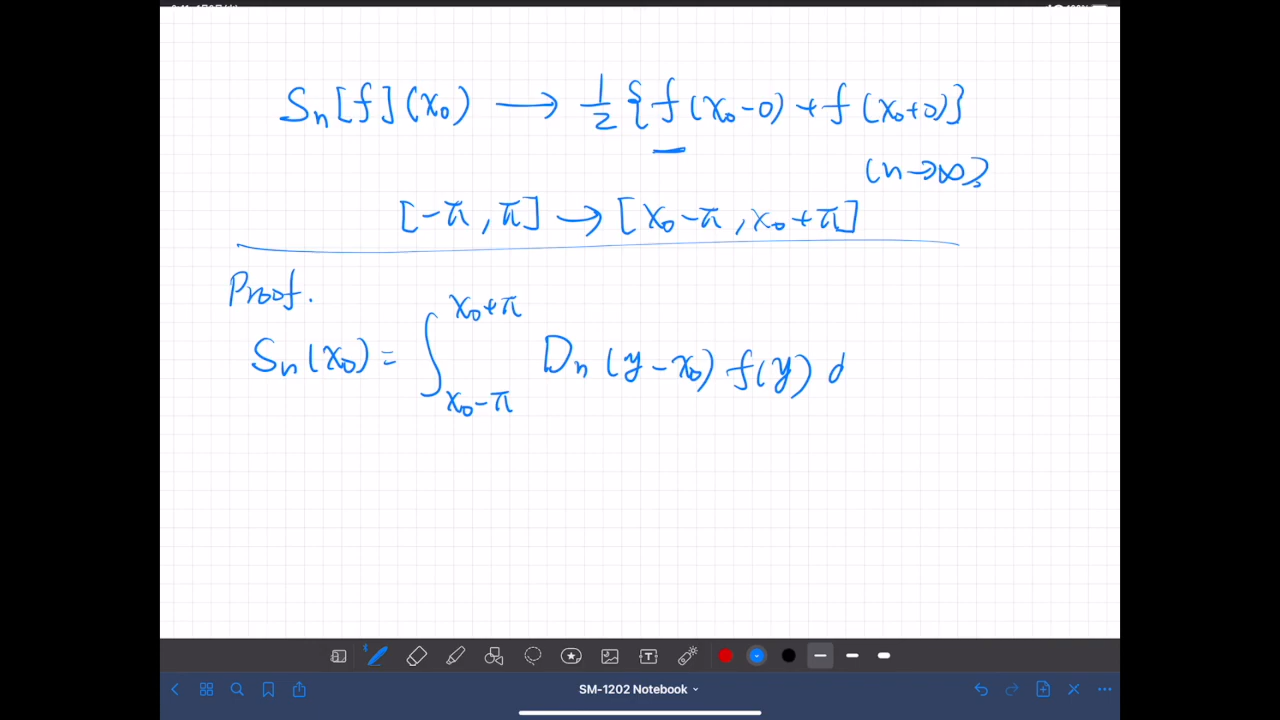 Sn[f](x₀) → 1/2 {f(x₀-0) + f(x₀+0)}
(n→∞)
[-π, π] → [x₀-π, x₀+π]
Proof.
Sn(x₀) = ∫_{x₀-π}^{x₀+π} Dn(y-x₀) f(y) d
SM-1202 Notebook